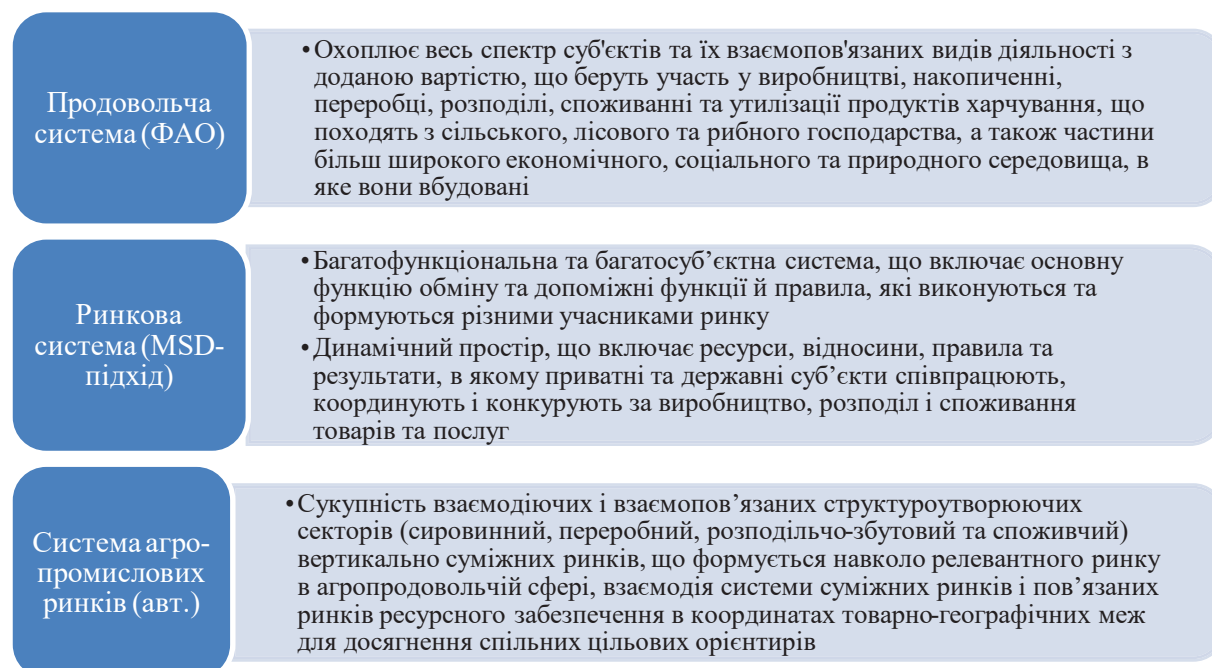 Продовольча
система (ФАО)
•Охоплює весь спектр суб'єктів та їх взаємопов'язаних видів діяльності з
доданою вартістю, що беруть участь у виробництві, накопиченні,
переробці, розподілі, споживанні та утилізації продуктів харчування, що
походять з сільського, лісового та рибного господарства, а також частини
більш широкого економічного, соціального та природного середовища, в
яке вони вбудовані
Ринкова
система (MSD-
підхід)
•Багатофункціональна та багатосуб’єктна система, що включає основну
функцію обміну та допоміжні функції й правила, які виконуються та
формуються різними учасниками ринку
•Динамічний простір, що включає ресурси, відносини, правила та
результати, в якому приватні та державні суб’єкти співпрацюють,
координують і конкурують за виробництво, розподіл і споживання
товарів та послуг
Система агро-
промислових
ринків (авт.)
•Сукупність взаємодіючих і взаємопов’язаних структуроутворюючих
секторів (сировинний, переробний, розподільчо-збутовий та споживчий)
вертикально суміжних ринків, що формується навколо релевантного ринку
в агропродовольчій сфері, взаємодія системи суміжних ринків і пов’язаних
ринків ресурсного забезпечення в координатах товарно-географічних меж
для досягнення спільних цільових орієнтирів